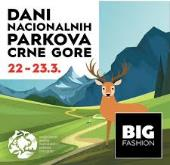 DANI
NACIONALNIH
PARKOVA
CRNE GORE
22 - 23.3.
BIG
FASHION